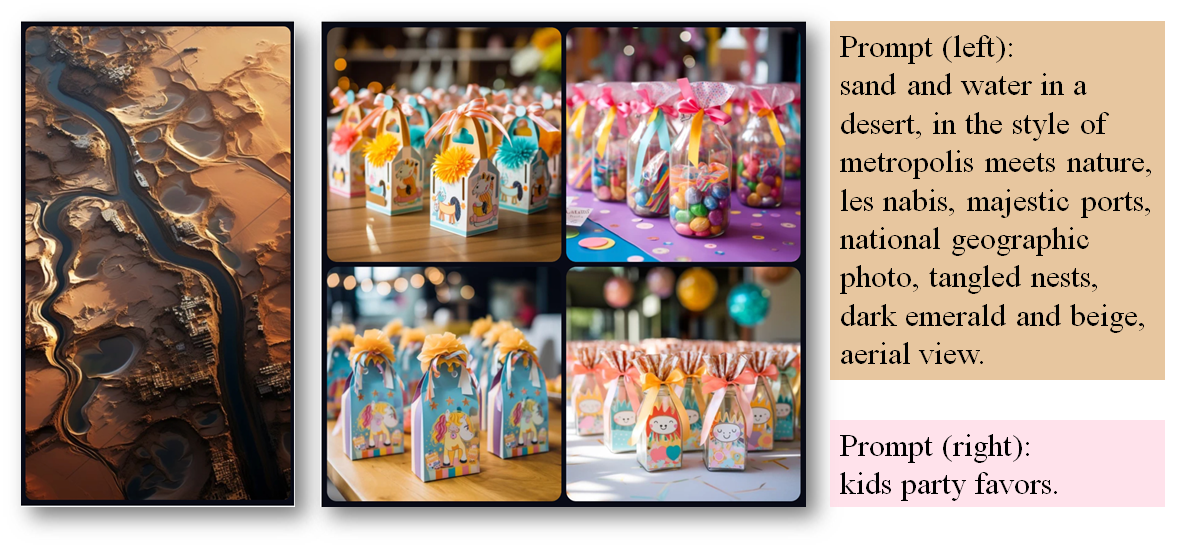 Prompt (left):
sand and water in a
desert, in the style of
metropolis meets nature,
les nabis, majestic ports,
national geographic
photo, tangled nests,
dark emerald and beige,
aerial view.
Prompt (right):
kids party favors.